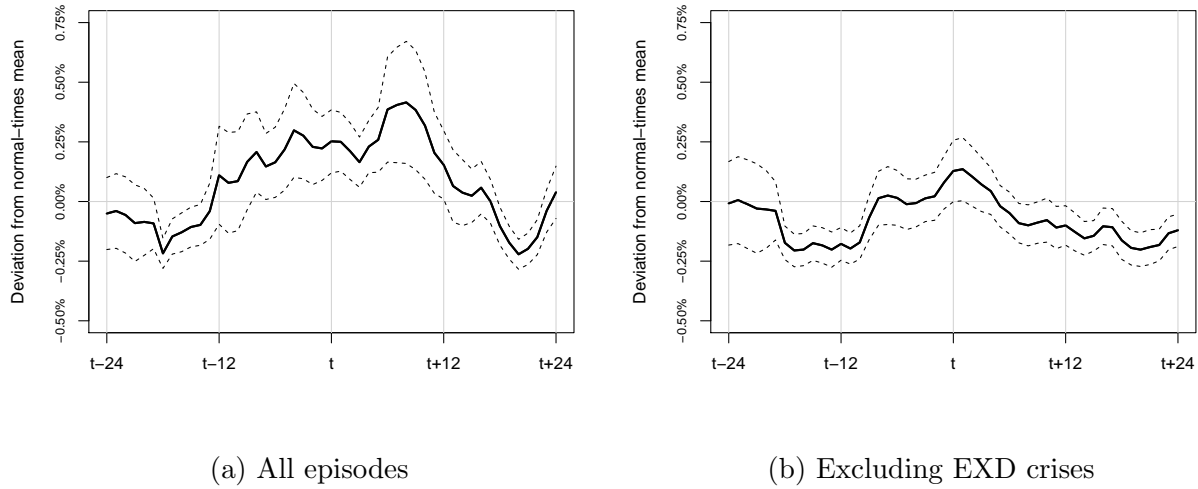 Deviation from normal−times mean
0.75%
0.50%
0.25%
0.00%
−0.25%
−0.50%
t−24 t−12 t t+12 t+24
(a) All episodes
Deviation from normal−times mean
0.75%
0.50%
0.25%
0.00%
−0.25%
−0.50%
t−24 t−12 t t+12 t+24
(b) Excluding EXD crises